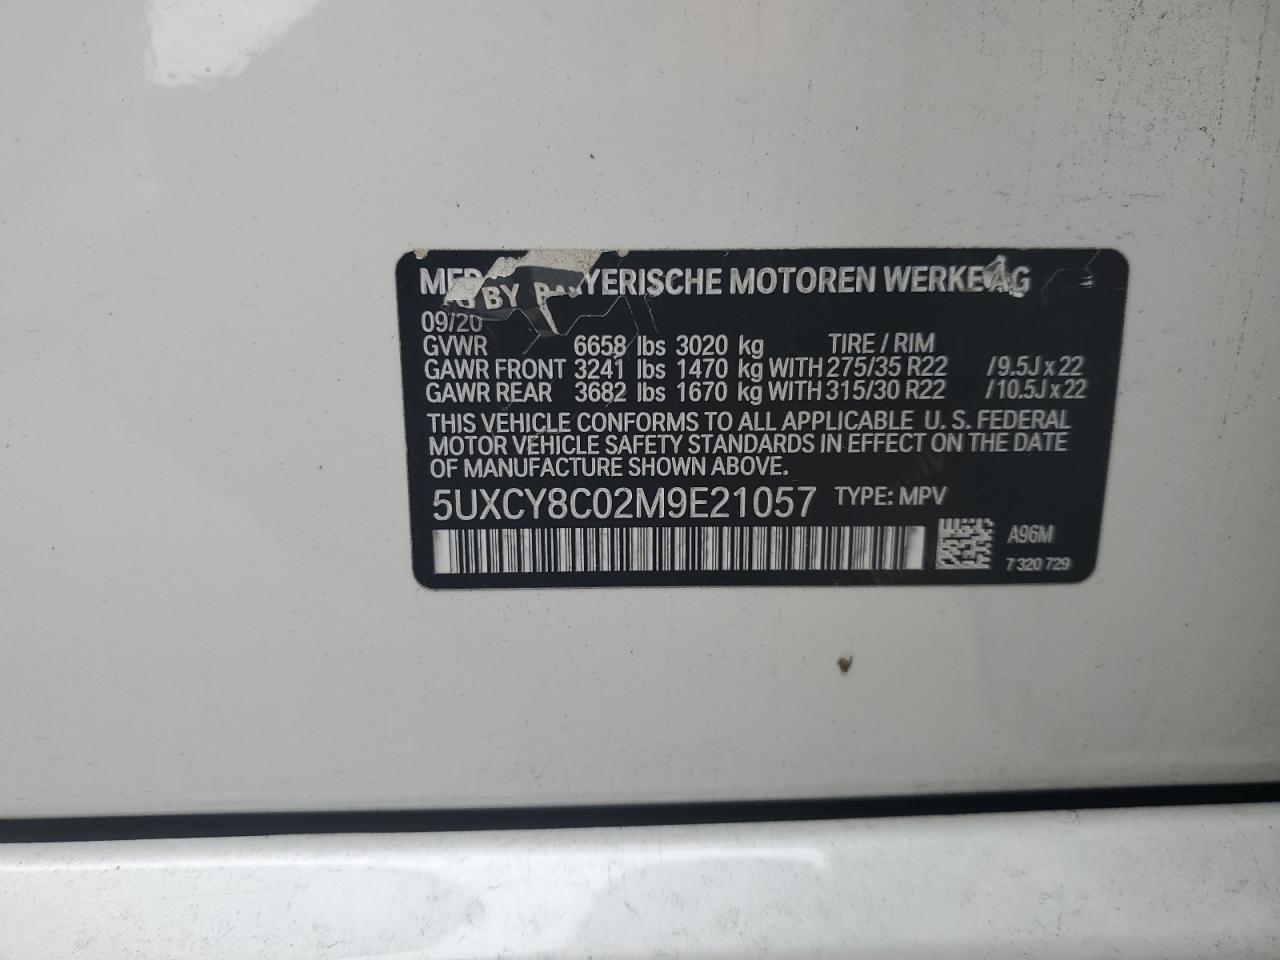 MFD BY BAYERISCHE MOTOREN WERKE AG
09/20
GVWR 6658 lbs 3020 kg TIRE / RIM
GAWR FRONT 3241 lbs 1470 kg WITH 275/35 R22 /9.5J x 22
GAWR REAR 3682 lbs 1670 kg WITH 315/30 R22 /10.5J x 22
THIS VEHICLE CONFORMS TO ALL APPLICABLE U. S. FEDERAL
MOTOR VEHICLE SAFETY STANDARDS IN EFFECT ON THE DATE
OF MANUFACTURE SHOWN ABOVE.
5UXCY8C02M9E21057 TYPE: MPV
A96M
7 320 729